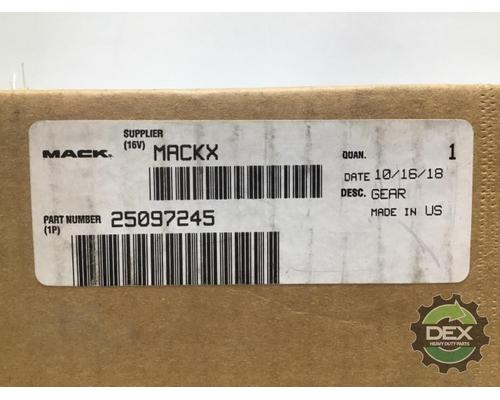 SUPPLIER
(16V) MACKX
MACK®
QUAN. 1
DATE 10/16/18
DESC. GEAR
MADE IN US
PART NUMBER 25097245
(1P)
DEX
HEAVY DUTY PARTS